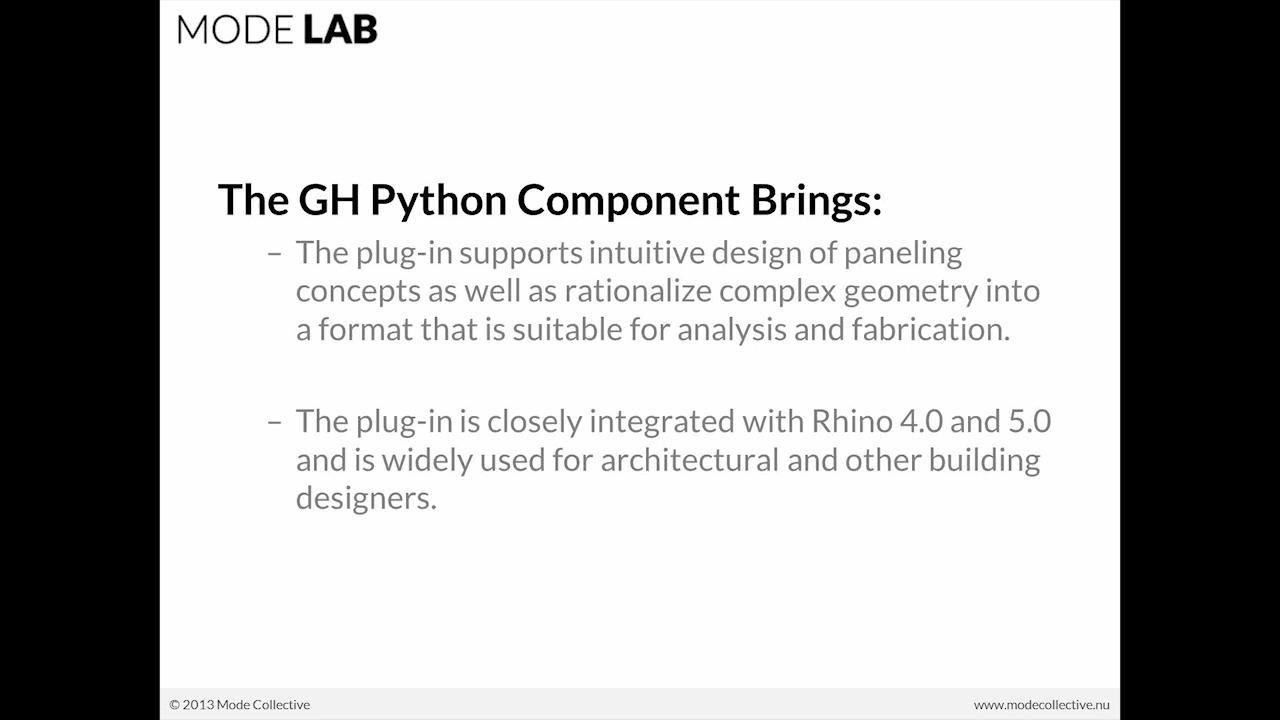 MODE LAB
The GH Python Component Brings:
– The plug-in supports intuitive design of paneling
concepts as well as rationalize complex geometry into
a format that is suitable for analysis and fabrication.
– The plug-in is closely integrated with Rhino 4.0 and 5.0
and is widely used for architectural and other building
designers.
© 2013 Mode Collective
www.modecollective.nu